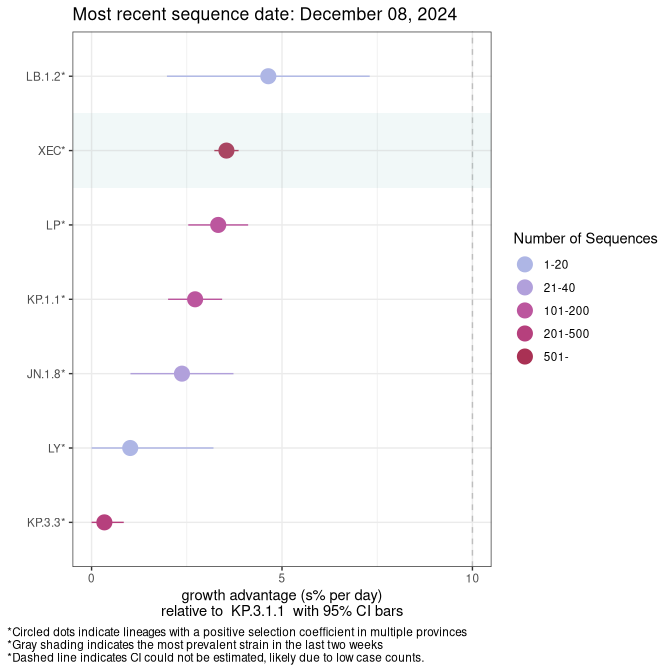 Most recent sequence date: December 08, 2024
LB.1.2*
XEC*
LP*
KP.1.1*
JN.1.8*
LY*
KP.3.3*
0 5 10
growth advantage (s% per day)
relative to KP.3.1.1 with 95% CI bars
Number of Sequences
1-20
21-40
101-200
201-500
501-
*Circled dots indicate lineages with a positive selection coefficient in multiple provinces
*Gray shading indicates the most prevalent strain in the last two weeks
*Dashed line indicates CI could not be estimated, likely due to low case counts.